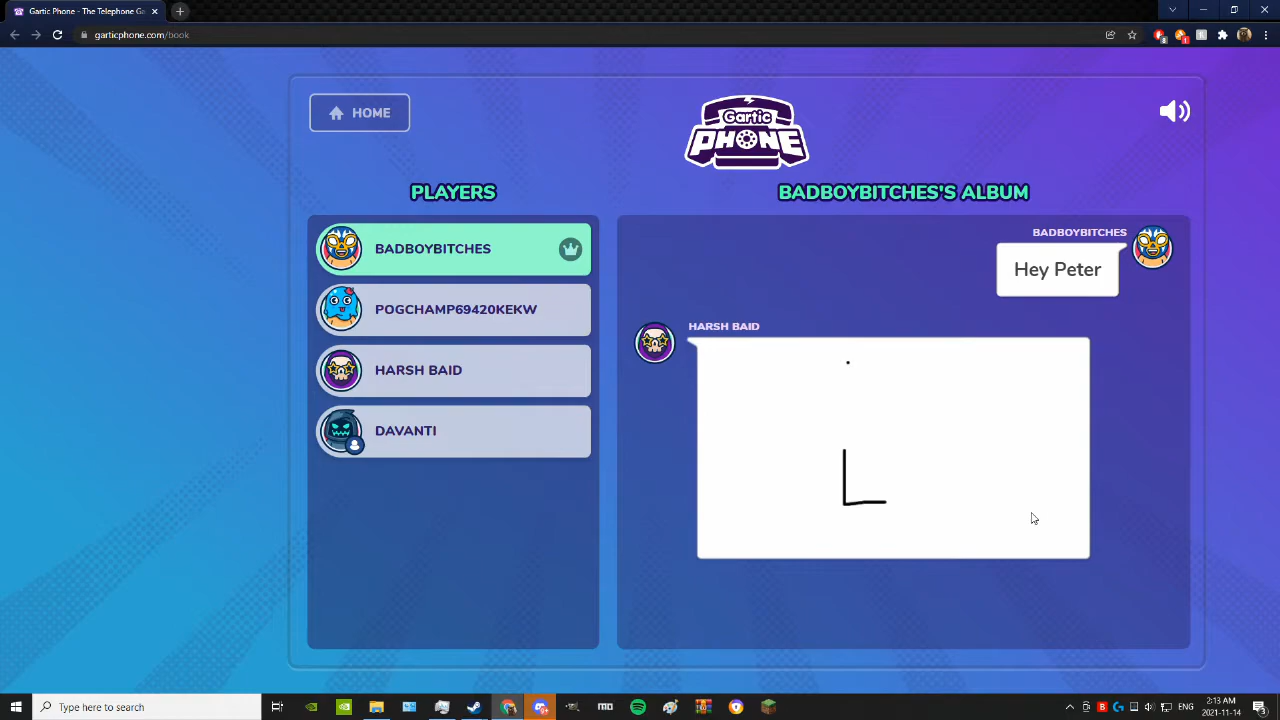 Gartic Phone - The Telephone Ga
garticphone.com/book
HOME
Gartic
PHONE
PLAYERS
BADBOYBITCHES'S ALBUM
BADBOYBITCHES
POGCHAMP69420KEKW
HARSH BAID
DAVANTI
BADBOYBITCHES
Hey Peter
HARSH BAID
Type here to search
ENG
2:13 AM
2021-11-14